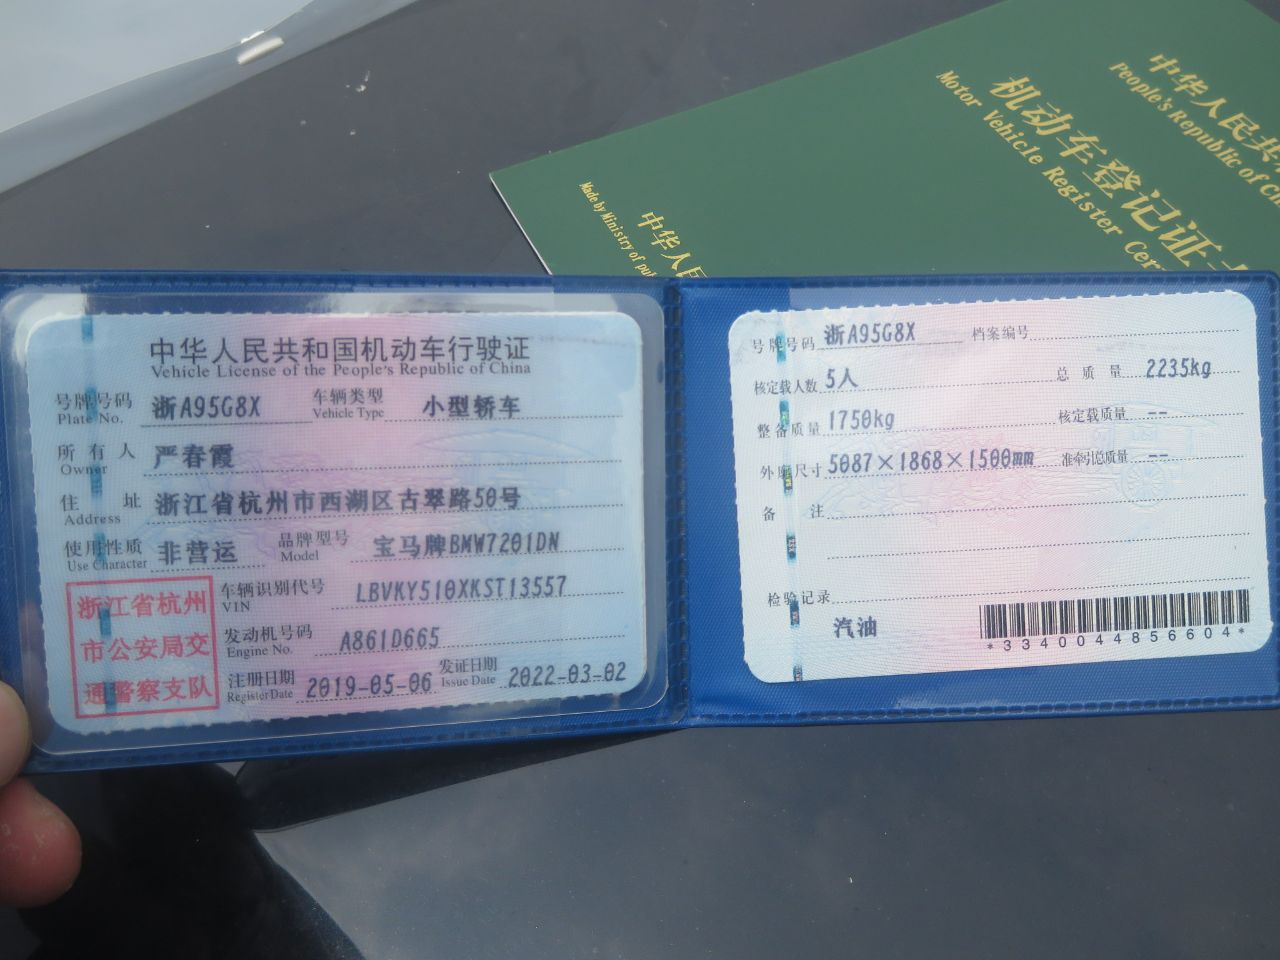 中华人民共
People's Republic of Ch
机动车登记证
Motor Vehicle Register Cer
中华人民
Made by Ministry of pu
中华人民共和国机动车行驶证
Vehicle License of the People's Republic of China
号牌号码 浙A95G8X 车辆类型 小型轿车
Plate No. Vehicle Type
所有人 严春霞
Owner
住址 浙江省杭州市西湖区古翠路50号
Address
使用性质 非营运 品牌型号 宝马牌BMW7201DN
Use Character Model
浙江省杭州
市公安局交
通警察支队
车辆识别代号 LBVKY510XKST13557
VIN
发动机号码 A861D665
Engine No.
注册日期 2019-05-06 发证日期 2022-03-02
Register Date Issue Date
号牌号码 浙A95G8X 档案编号
核定载人数 5人 总质量 2235kg
整备质量 1750kg 核定载质量 --
外廓尺寸 5087×1868×1500mm 准牵引总质量 --
备注
检验记录
汽油
*3340044856604*